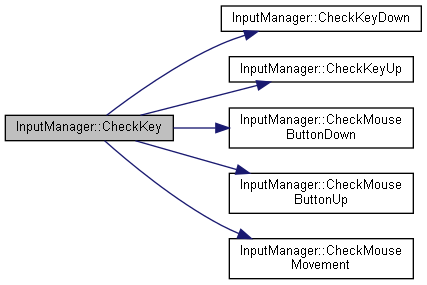 InputManager::CheckKeyDown
InputManager::CheckKeyUp
InputManager::CheckKey
InputManager::CheckMouse
ButtonDown
InputManager::CheckMouse
ButtonUp
InputManager::CheckMouse
Movement